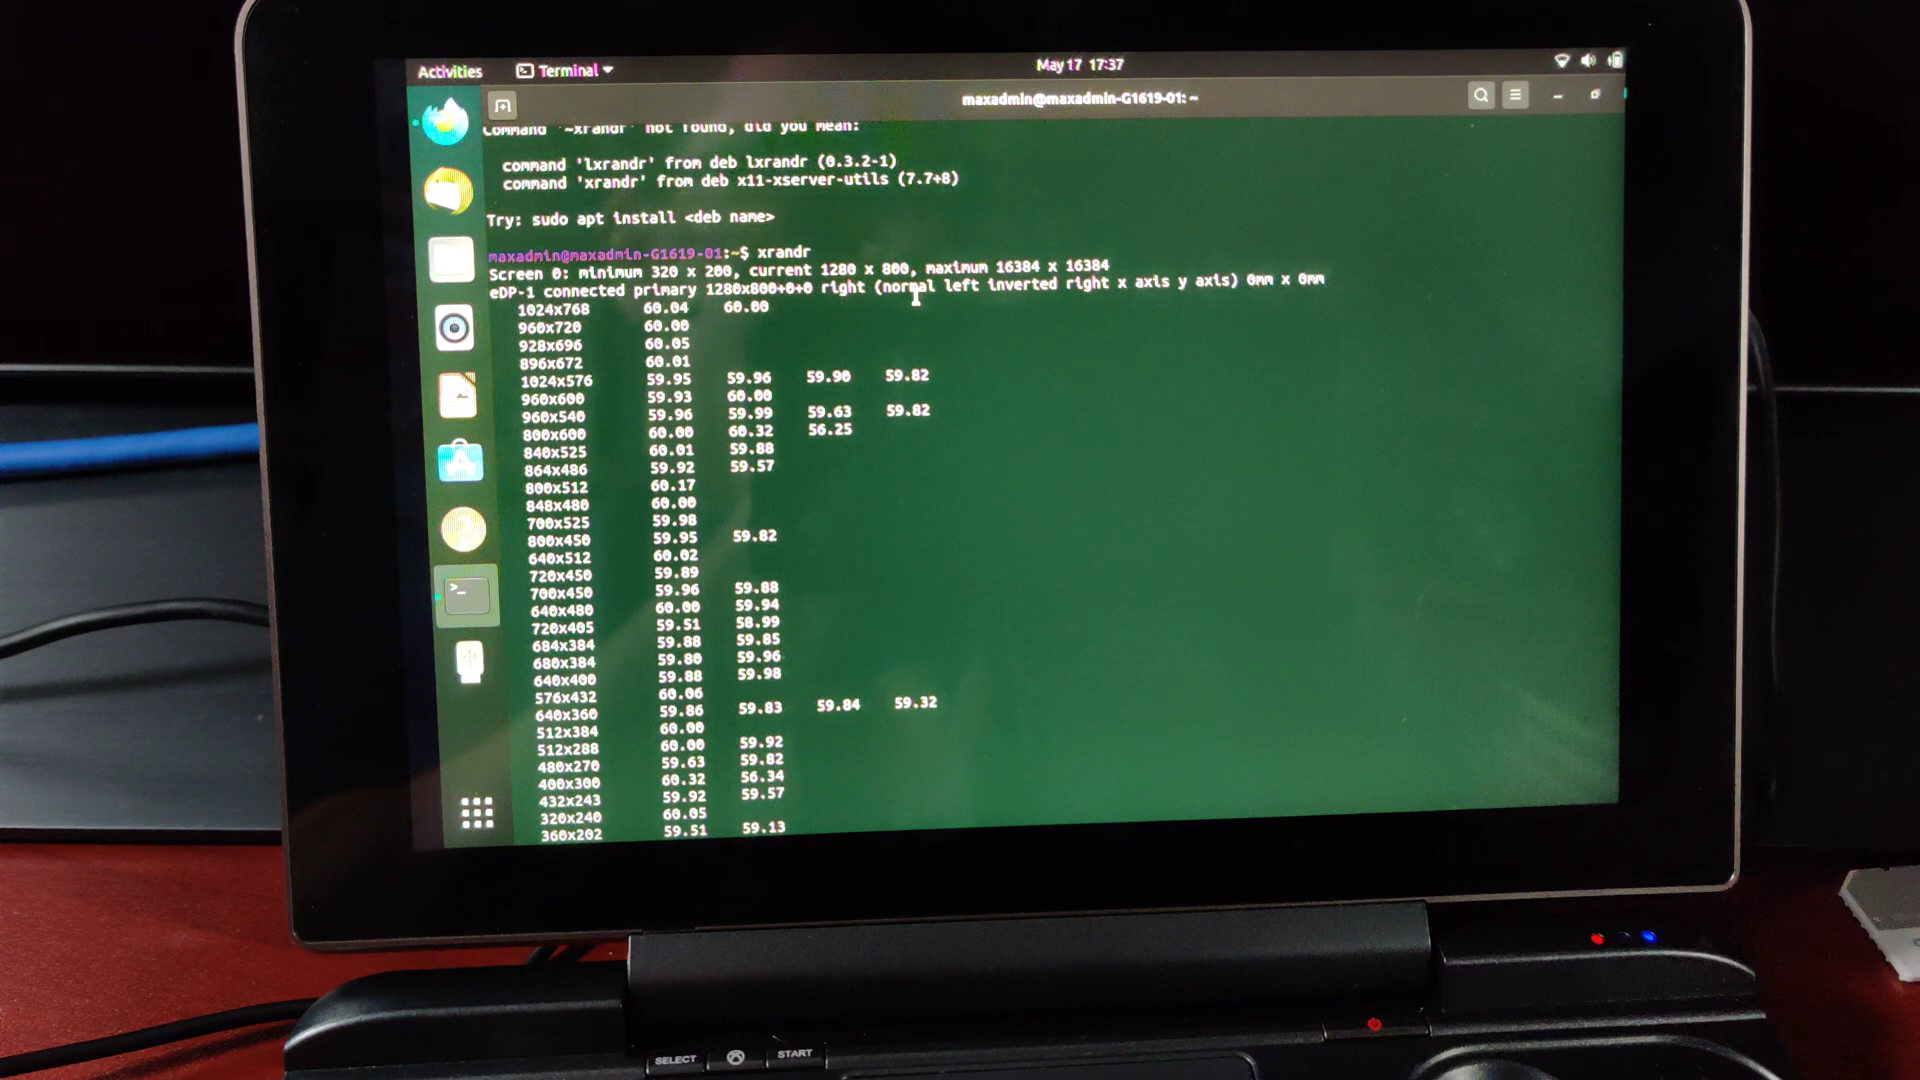 Activities
Terminal
May 17 17:37
maxadmin@maxadmin-G1619-01: ~
Command '~xrandr' not found, did you mean:
command 'lxrandr' from deb lxrandr (0.3.2-1)
command 'xrandr' from deb x11-xserver-utils (7.7+8)
Try: sudo apt install <deb name>
maxadmin@maxadmin-G1619-01:~$ xrandr
Screen 0: minimum 320 x 200, current 1280 x 800, maximum 16384 x 16384
eDP-1 connected primary 1280x800+0+0 right (normal left inverted right x axis y axis) 0mm x 0mm
1024x768 60.04 60.00
960x720 60.00
928x696 60.05
896x672 60.01
1024x576 59.95 59.96 59.90 59.82
960x600 59.93 60.00
960x540 59.96 59.99 59.63 59.82
800x600 60.00 60.32 56.25
840x525 60.01 59.88
864x486 59.92 59.57
800x512 60.17
848x480 60.00
700x525 59.98
800x450 59.95 59.82
640x512 60.02
720x450 59.89
700x450 59.96 59.88
640x480 60.00 59.94
720x405 59.51 58.99
684x384 59.88 59.85
680x384 59.80 59.96
640x400 59.88 59.98
576x432 60.06
640x360 59.86 59.83 59.84 59.32
512x384 60.00
512x288 60.00 59.92
480x270 59.63 59.82
400x300 60.32 56.34
432x243 59.92 59.57
320x240 60.05
360x202 59.51 59.13
SELECT
START